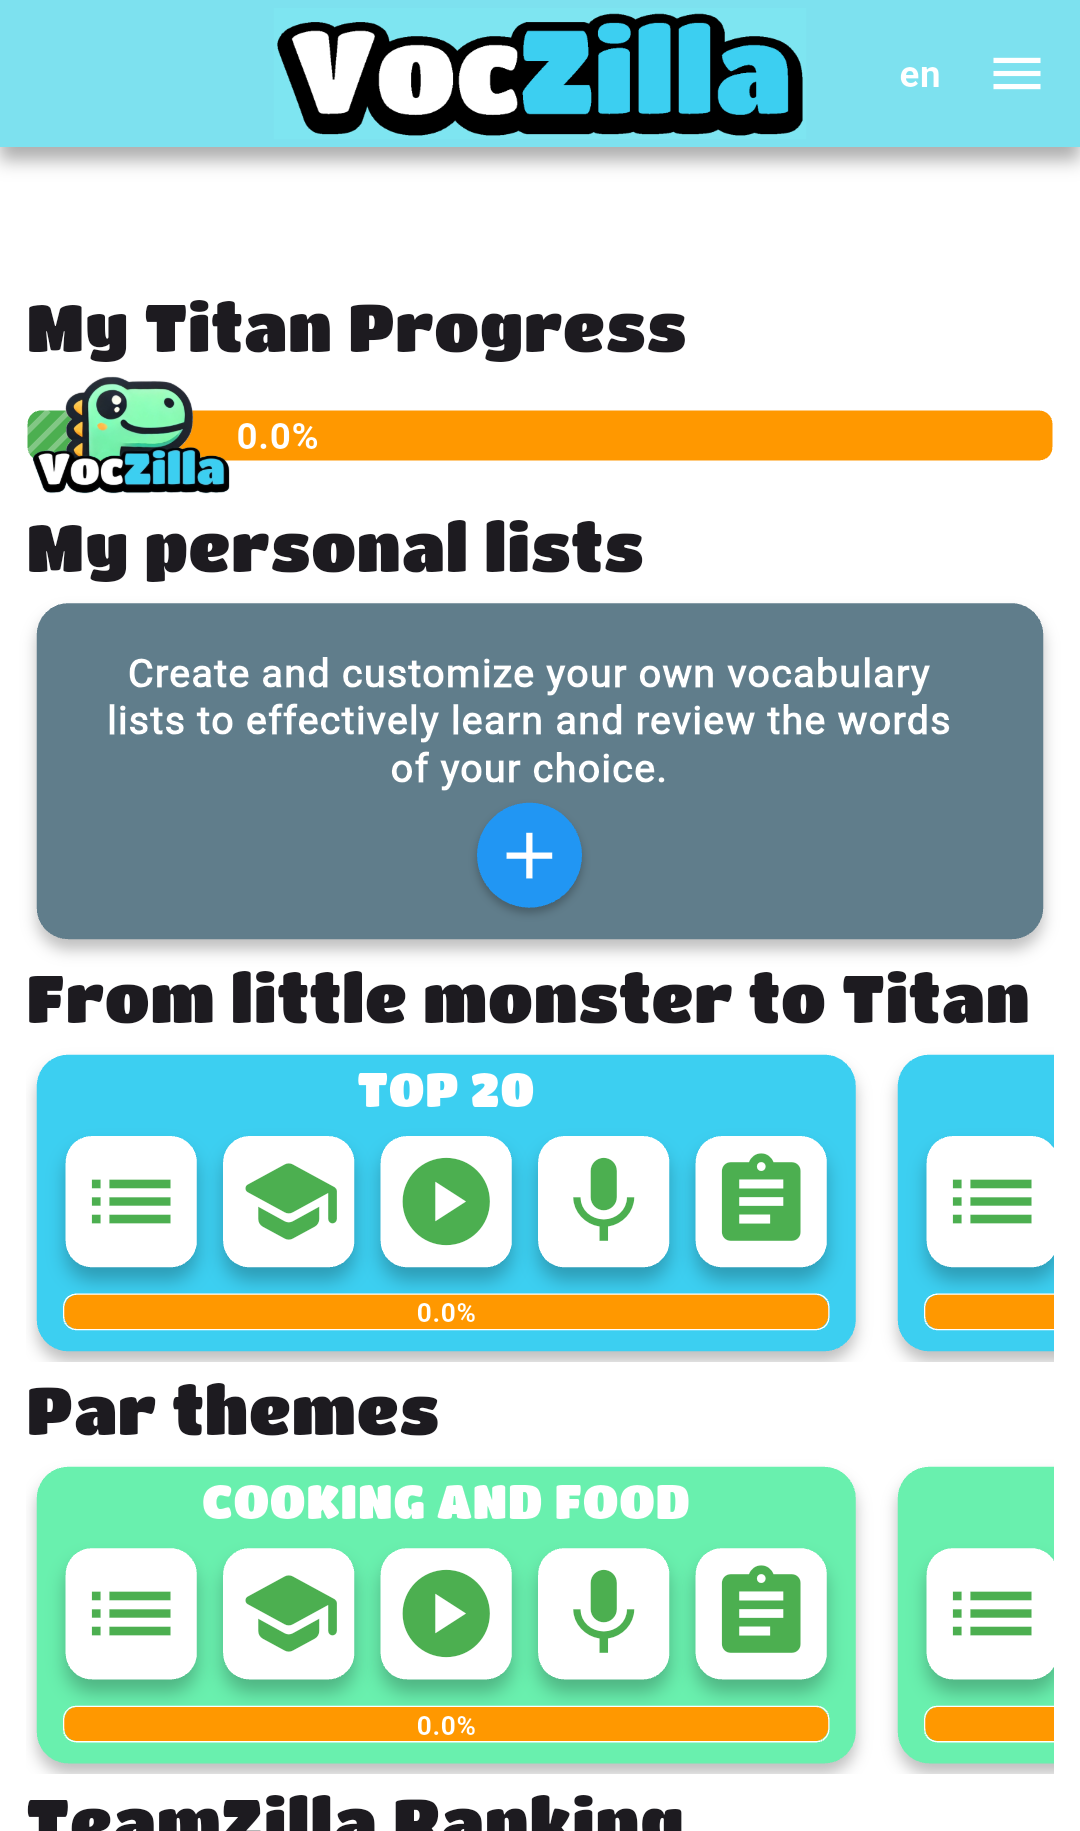 VocZilla
en
My Titan Progress
VocZilla
0.0%
My personal lists
Create and customize your own vocabulary
lists to effectively learn and review the words
of your choice.
From little monster to Titan
TOP 20
0.0%
Par themes
COOKING AND FOOD
0.0%
TeamZilla Ranking